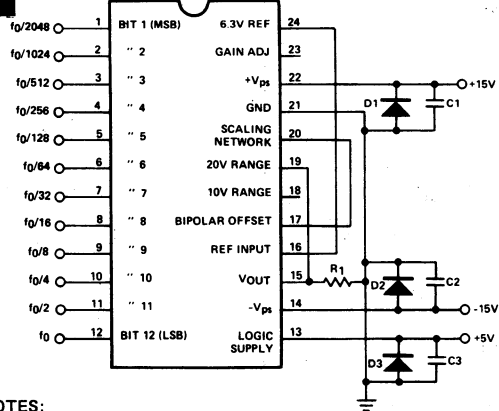 f0/2048 1 BIT 1 (MSB) 6.3V REF 24
f0/1024 2 " 2 GAIN ADJ 23
f0/512 3 " 3 +Vps 22 +15V
f0/256 4 " 4 GND 21 D1 C1
f0/128 5 " 5 SCALING NETWORK 20
f0/64 6 " 6 20V RANGE 19
f0/32 7 " 7 10V RANGE 18
f0/16 8 " 8 BIPOLAR OFFSET 17
f0/8 9 " 9 REF INPUT 16
f0/4 10 " 10 VOUT 15 R1 D2 C2
f0/2 11 " 11 -Vps 14 -15V
f0 12 BIT 12 (LSB) LOGIC SUPPLY 13 +5V
D3 C3
OTES: